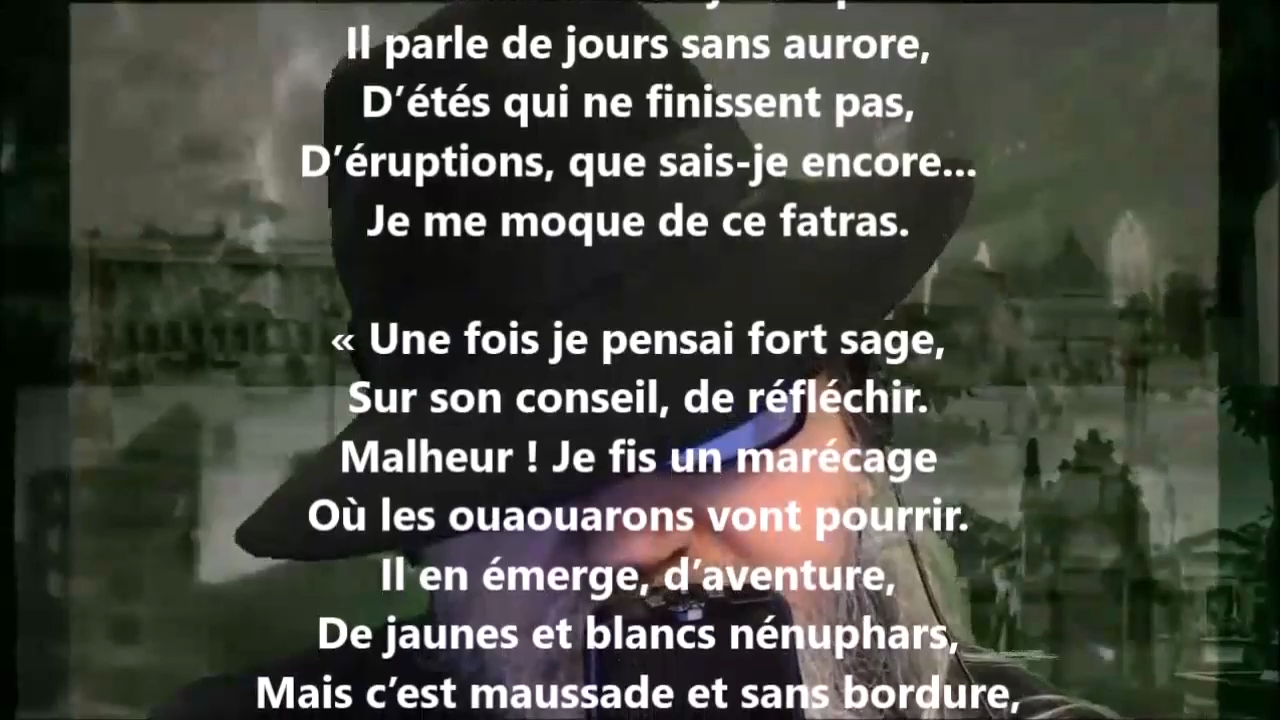 Il parle de jours sans aurore,
D’étés qui ne finissent pas,
D’éruptions, que sais-je encore...
Je me moque de ce fatras.
« Une fois je pensai fort sage,
Sur son conseil, de réfléchir.
Malheur ! Je fis un marécage
Où les ouaouarons vont pourrir.
Il en émerge, d’aventure,
De jaunes et blancs nénuphars,
Mais c’est maussade et sans bordure,